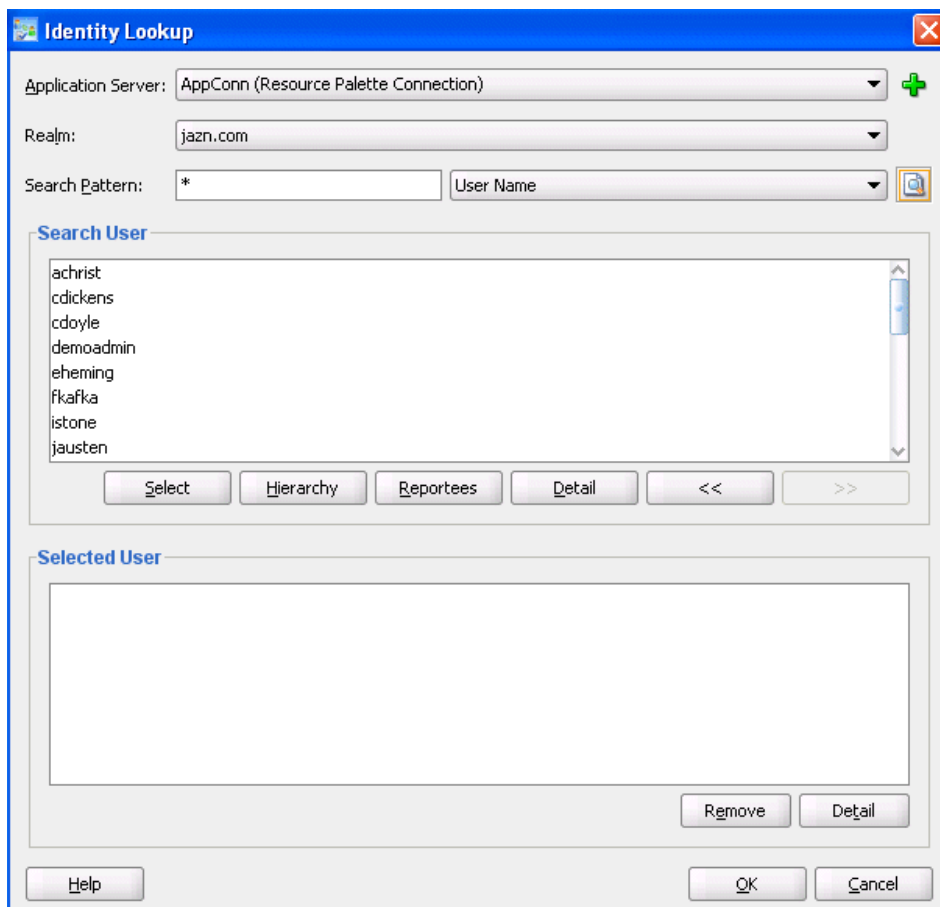 Identity Lookup
Application Server: AppConn (Resource Palette Connection)
Realm: jazn.com
Search Pattern: * User Name
Search User
achrist
cdickens
cdoyle
demoadmin
eheming
fkafka
istone
jausten
Select Hierarchy Reportees Detail << >>
Selected User
Remove Detail
Help OK Cancel